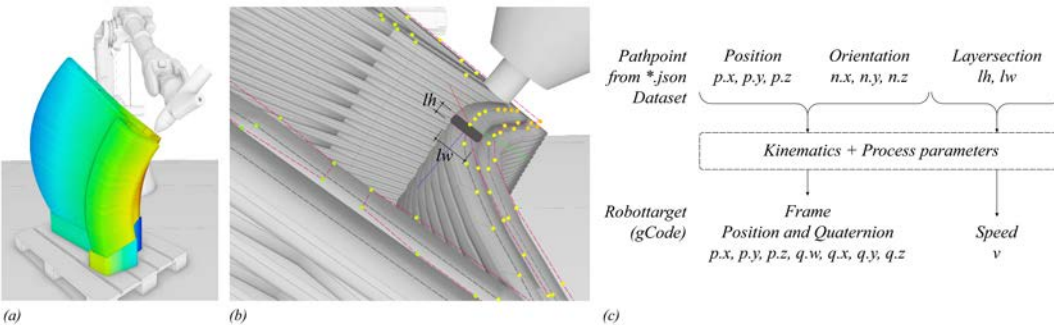 lh
lw
Pathpoint
from *.json
Dataset
Position
p.x, p.y, p.z
Orientation
n.x, n.y, n.z
Layersection
lh, lw
Kinematics + Process parameters
Robottarget
(gCode)
Frame
Position and Quaternion
p.x, p.y, p.z, q.w, q.x, q.y, q.z
Speed
v
(a)
(b)
(c)